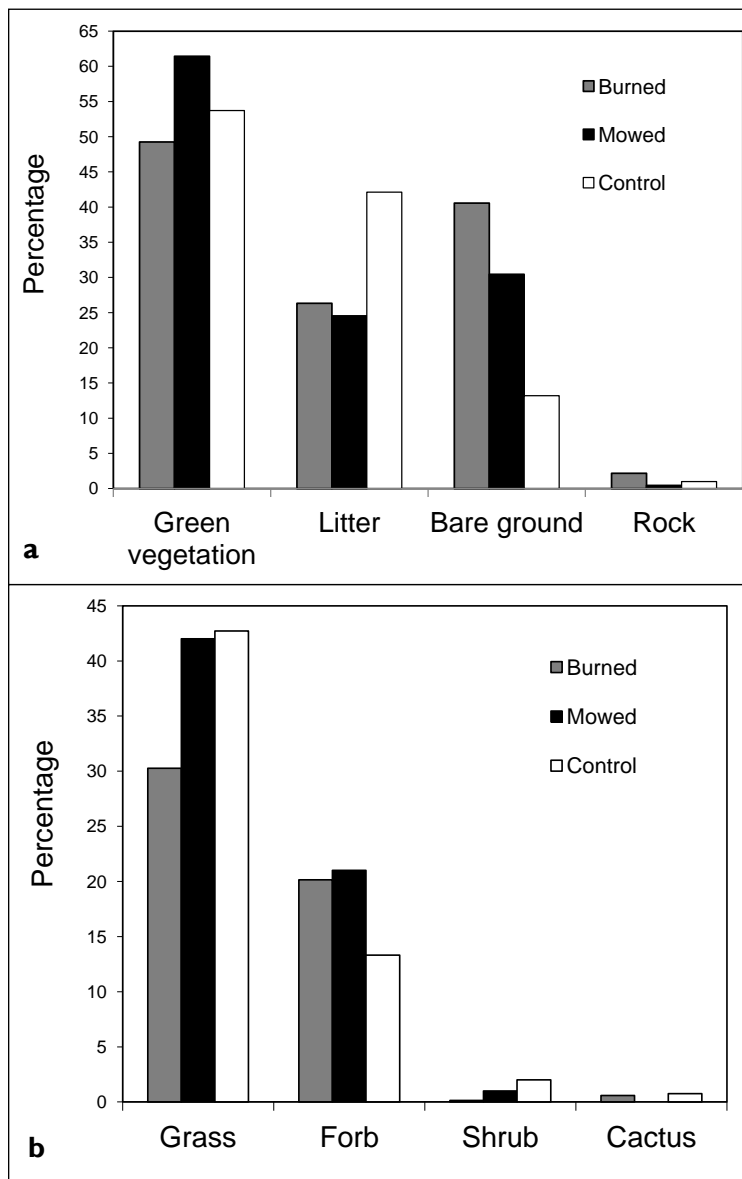 65
60
55
50
45
40
35
30
25
20
15
10
5
0
Percentage
Burned
Mowed
Control
Green
vegetation
Litter
Bare ground
Rock
a
45
40
35
30
25
20
15
10
5
0
Percentage
Burned
Mowed
Control
Grass
Forb
Shrub
Cactus
b